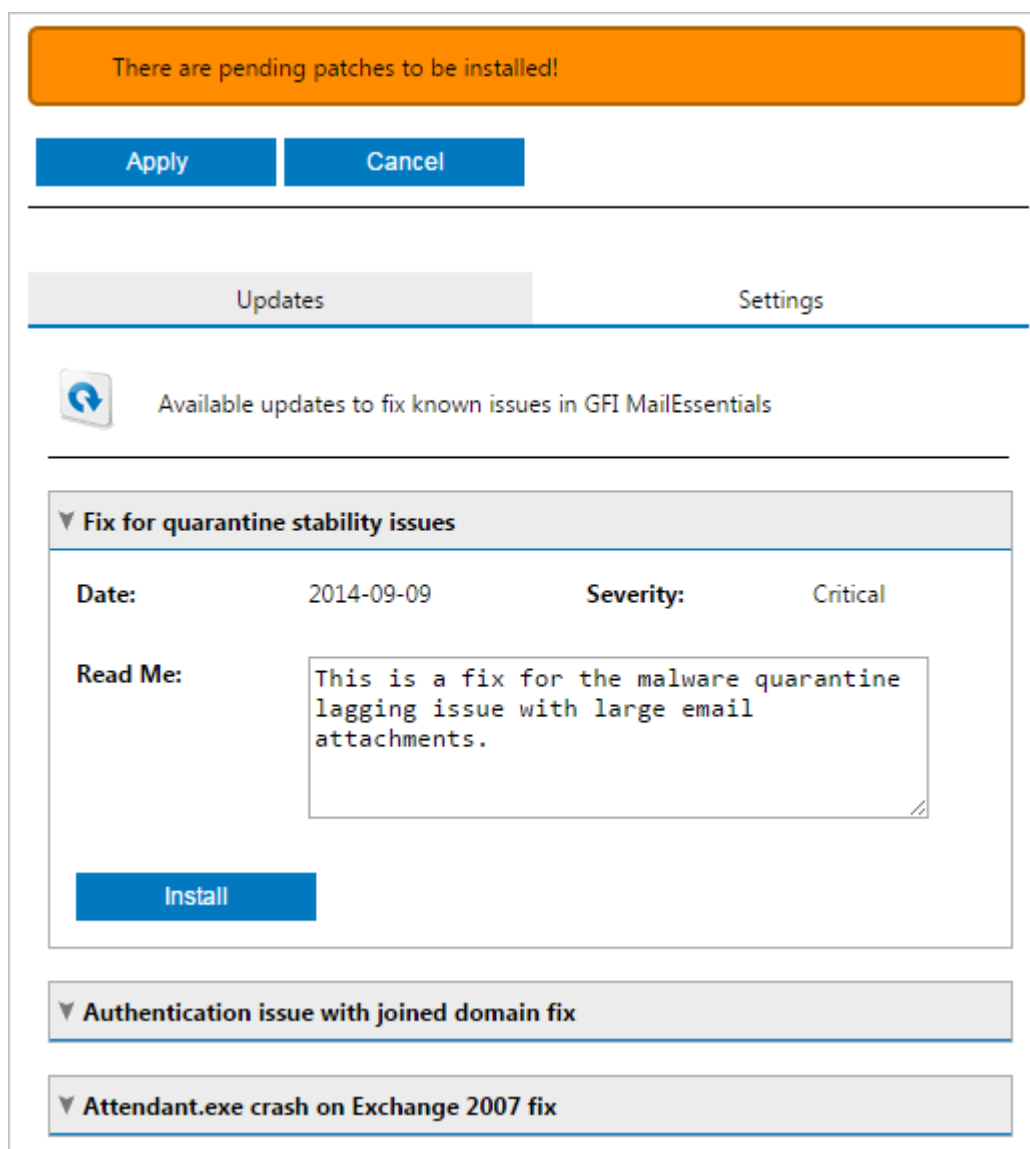 There are pending patches to be installed!
Apply Cancel
Updates Settings
Available updates to fix known issues in GFI MailEssentials
Fix for quarantine stability issues
Date: 2014-09-09 Severity: Critical
Read Me: This is a fix for the malware quarantine
lagging issue with large email
attachments.
Install
Authentication issue with joined domain fix
Attendant.exe crash on Exchange 2007 fix